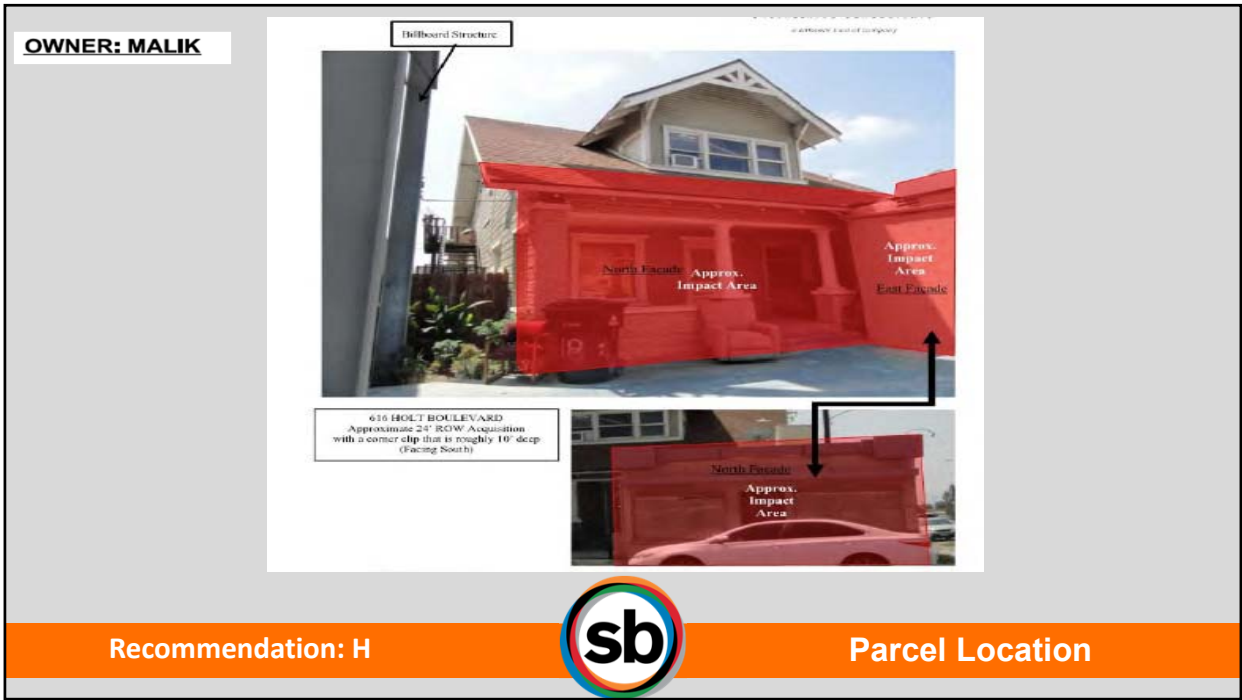 OWNER: MALIK
Billboard Structure
North Facade
Approx.
Impact Area
Approx.
Impact
Area
East Façade
616 HOLT BOULEVARD
Approximate 24' ROW Acquisition
with a corner clip that is roughly 10' deep
(Facing South)
North Facade
Approx.
Impact
Area
Recommendation: H
sb
Parcel Location